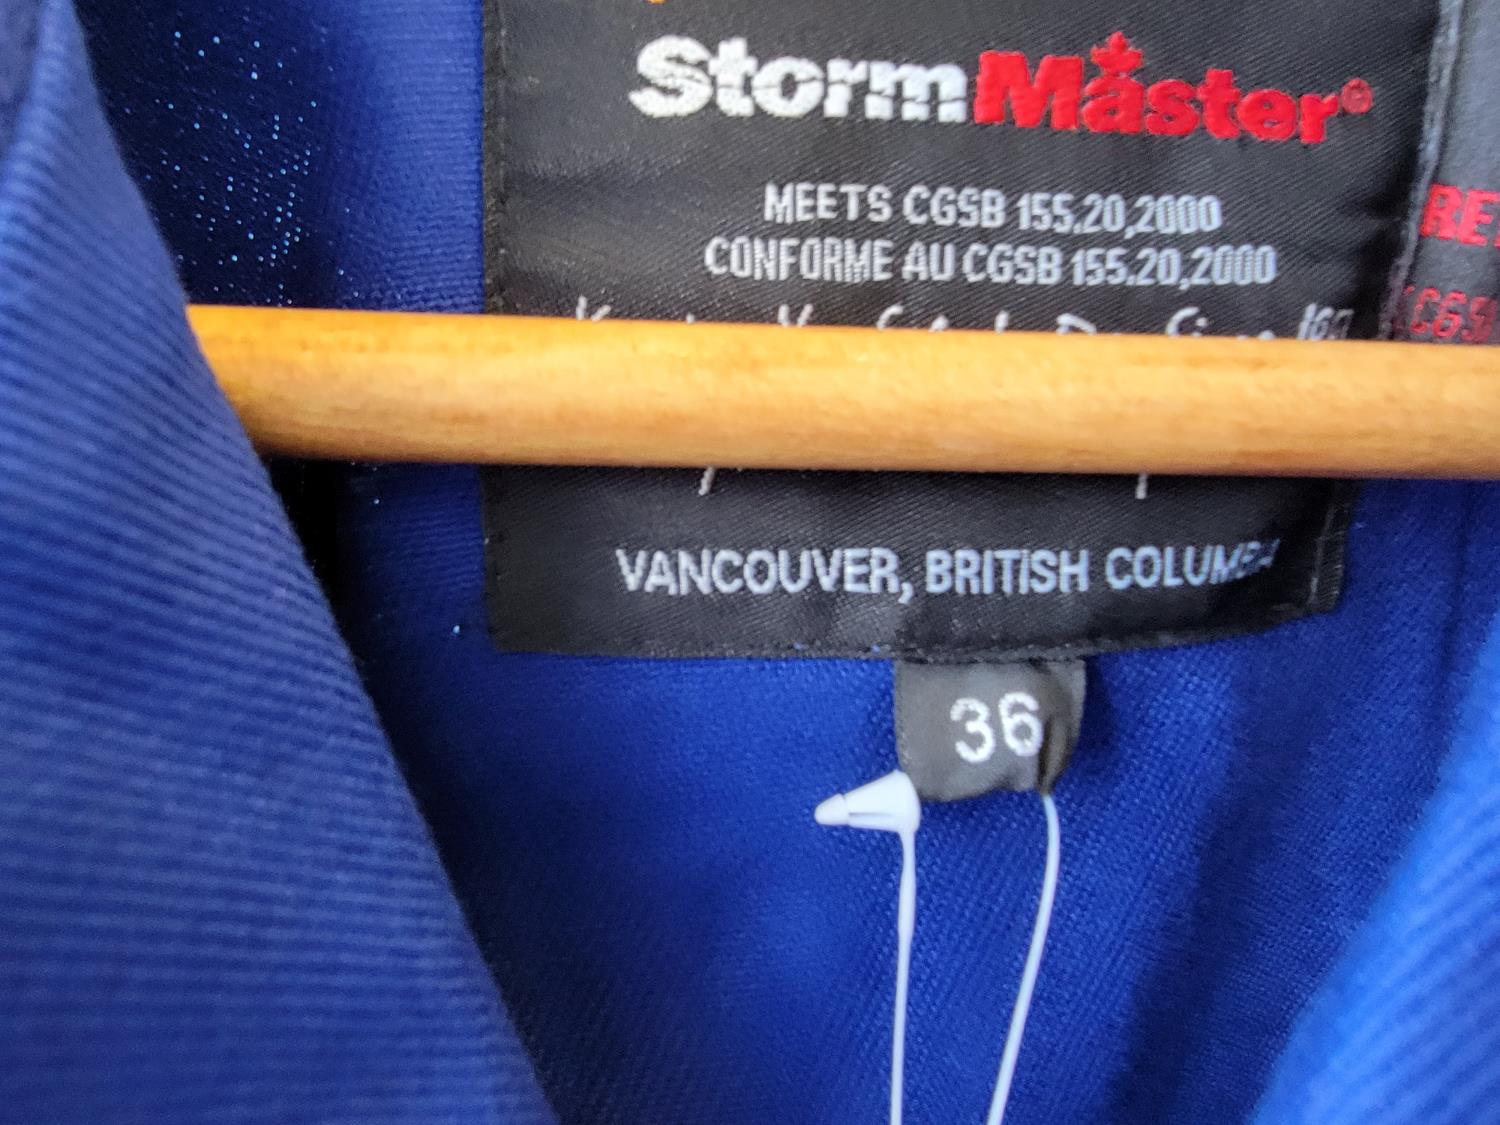 StormMaster®
MEETS CGSB 155.20,2000
CONFORME AU CGSB 155.20,2000
VANCOUVER, BRITISH COLUMBIA
36